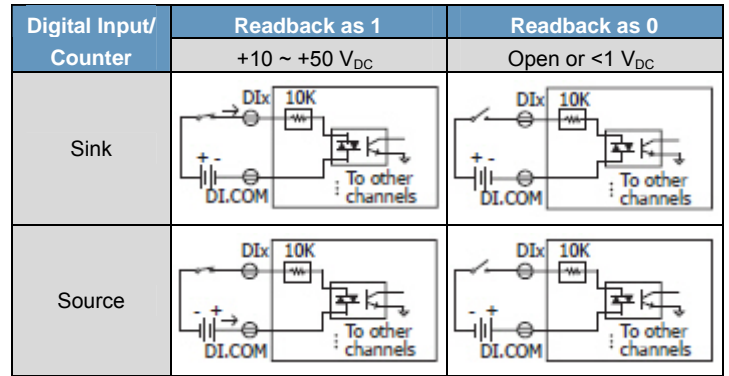 Digital Input/ Counter
Readback as 1
Readback as 0
+10 ~ +50 VDC
Open or <1 VDC
Sink
DIx 10K
+ -
DI.COM
To other
channels
DIx 10K
+ -
DI.COM
To other
channels
Source
DIx 10K
- +
DI.COM
To other
channels
DIx 10K
- +
DI.COM
To other
channels